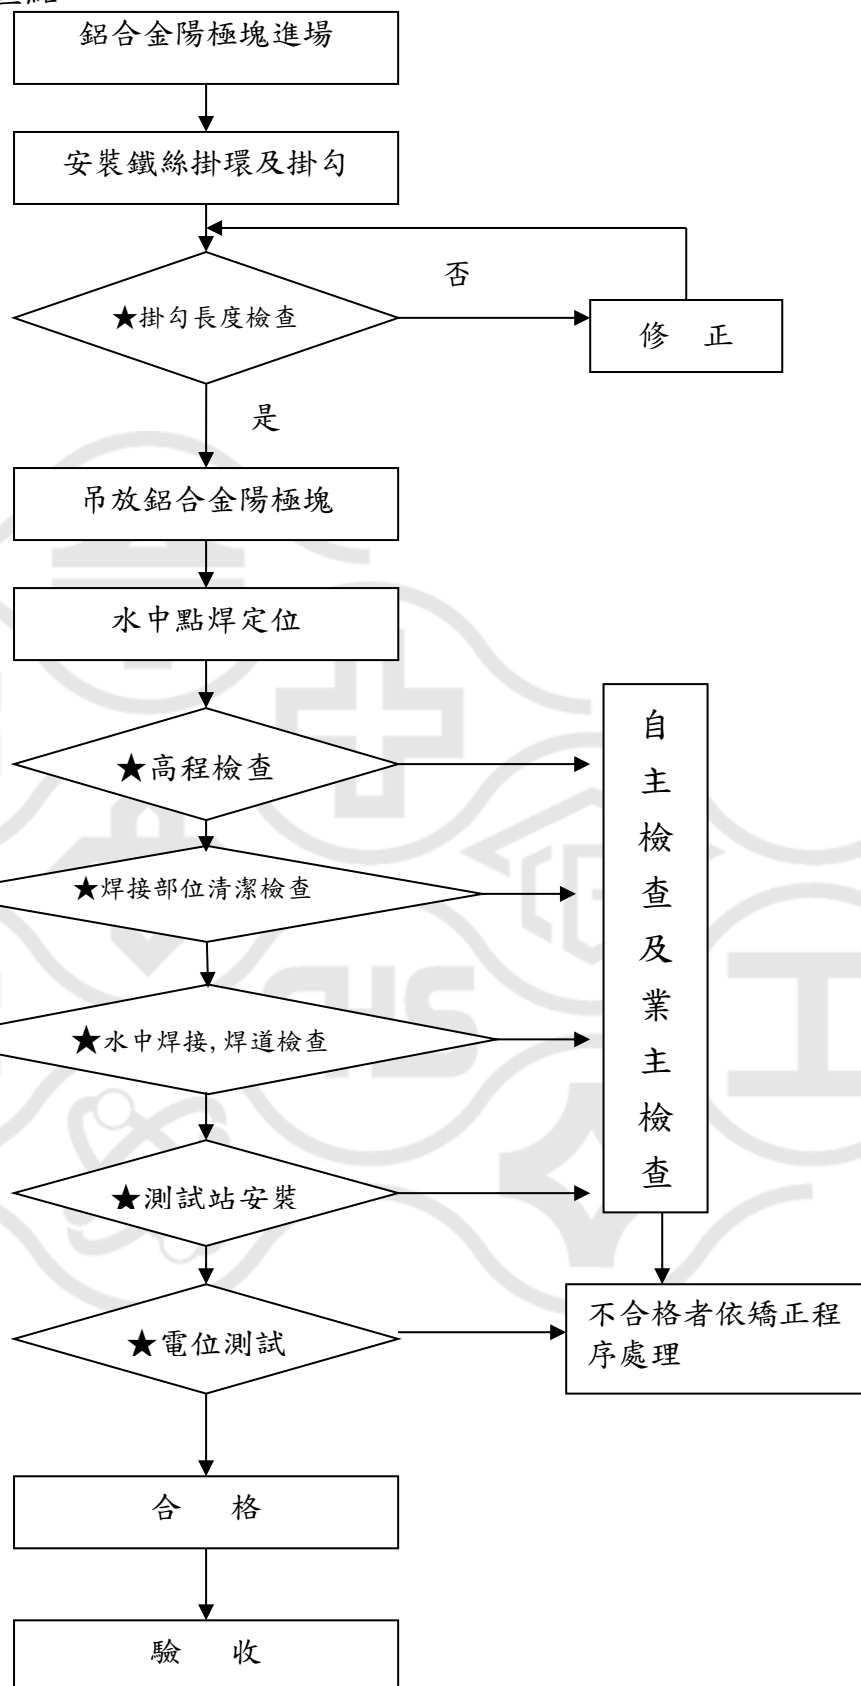 鋁合金陽極塊進場
安裝鐵絲掛環及掛勾
否
★掛勾長度檢查
修 正
是
吊放鋁合金陽極塊
水中點焊定位
★高程檢查
★焊接部位清潔檢查
★水中焊接,焊道檢查
★測試站安裝
自
主
檢
查
及
業
主
檢
查
不合格者依矯正程
序處理
★電位測試
合 格
驗 收